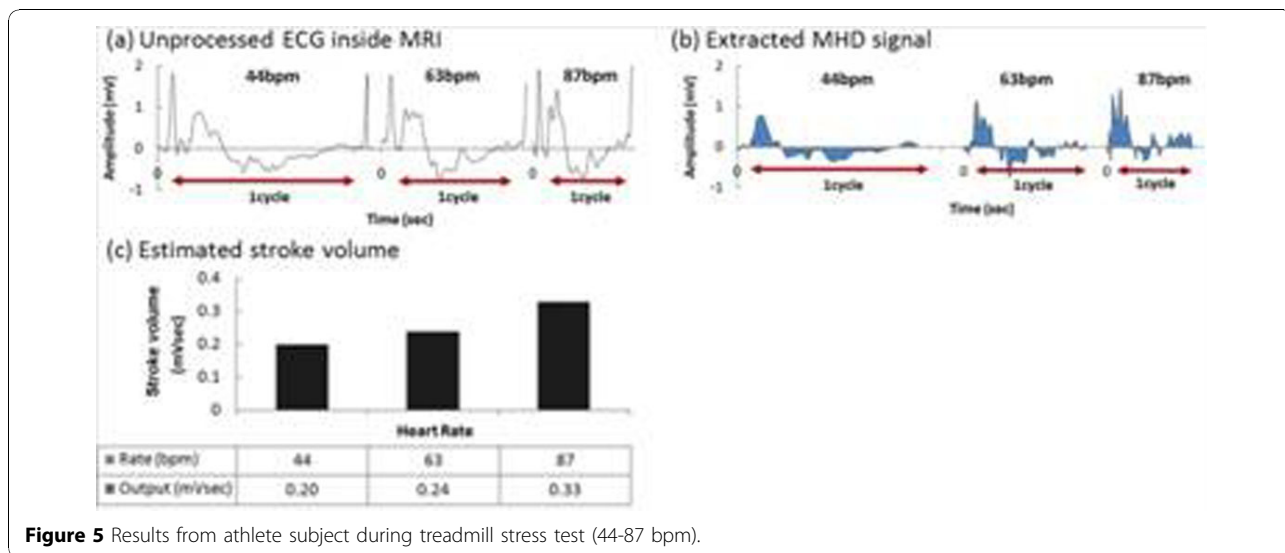 (a) Unprocessed ECG inside MRI
2
44bpm
63bpm
87bpm
1
0
-1
Amplitude [mV]
0
0
0
1cycle
1cycle
1cycle
Time (sec)
(b) Extracted MHD signal
2
44bpm
63bpm
87bpm
1
0
-1
Amplitude [mV]
0
0
0
1cycle
1cycle
1cycle
Time (sec)
(c) Estimated stroke volume
0.4
0.3
0.2
0.1
0
Stroke volume
(mVsec)
Heart Rate
Rate (bpm) 44 63 87
Output (mVsec) 0.20 0.24 0.33
Figure 5 Results from athlete subject during treadmill stress test (44-87 bpm).